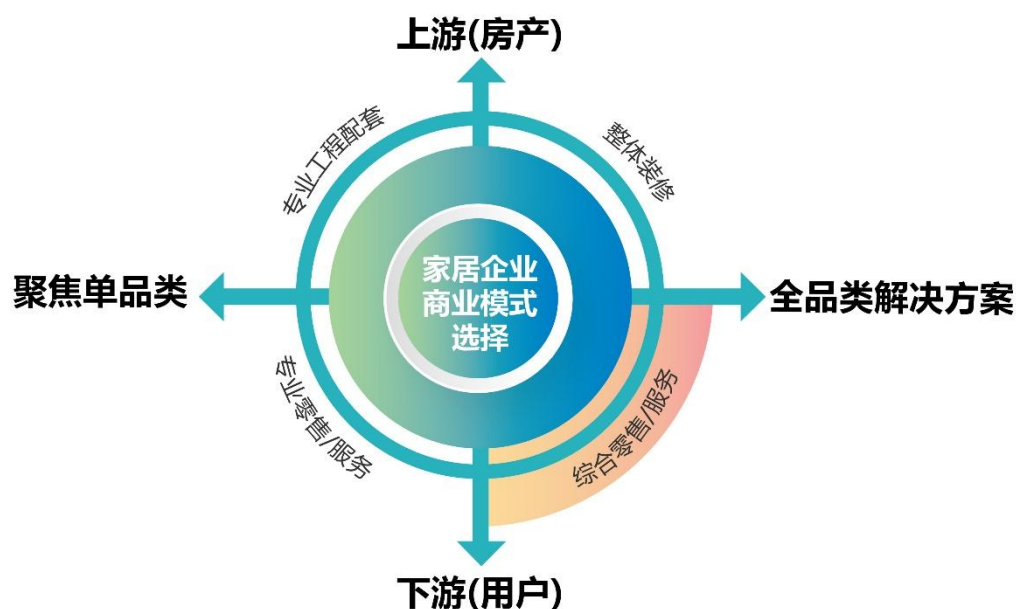 上游(房产)
专业工程配套
整体装修
聚焦单品类
家居企业
商业模式
选择
全品类解决方案
专业零售/服务
综合零售/服务
下游(用户)